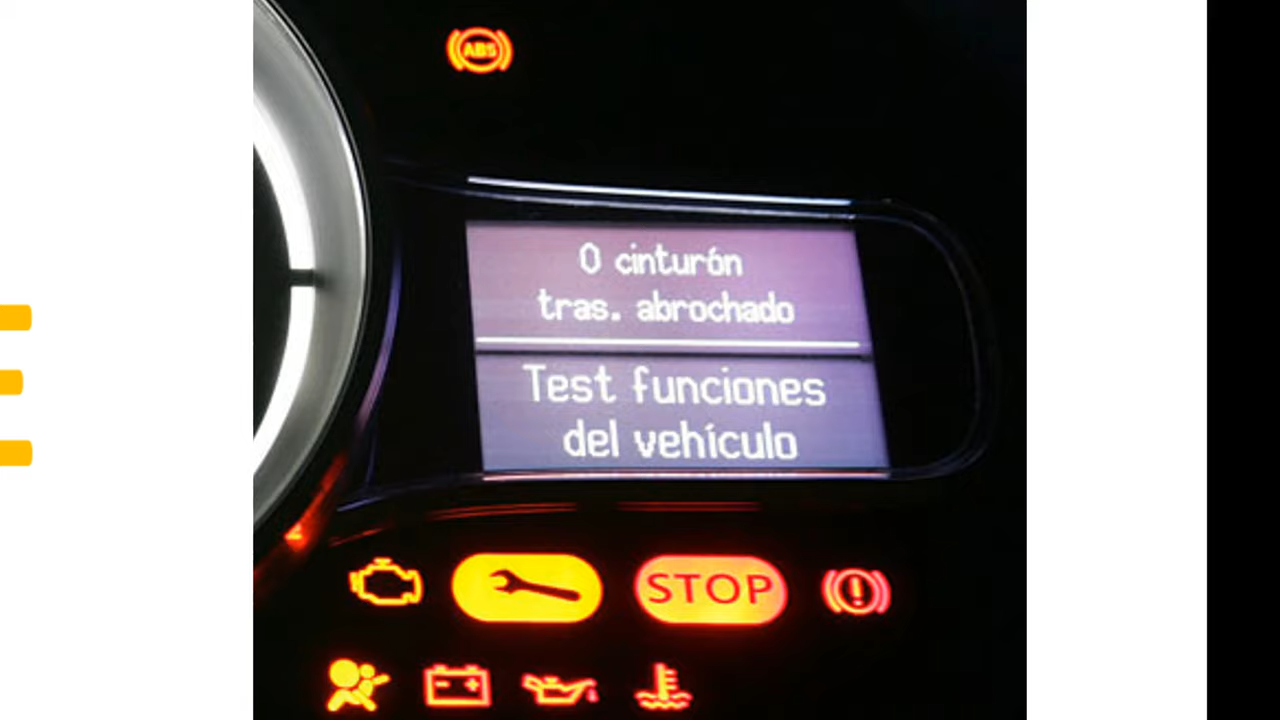 ABS
0 cinturón
tras. abrochado
Test funciones
del vehículo
STOP